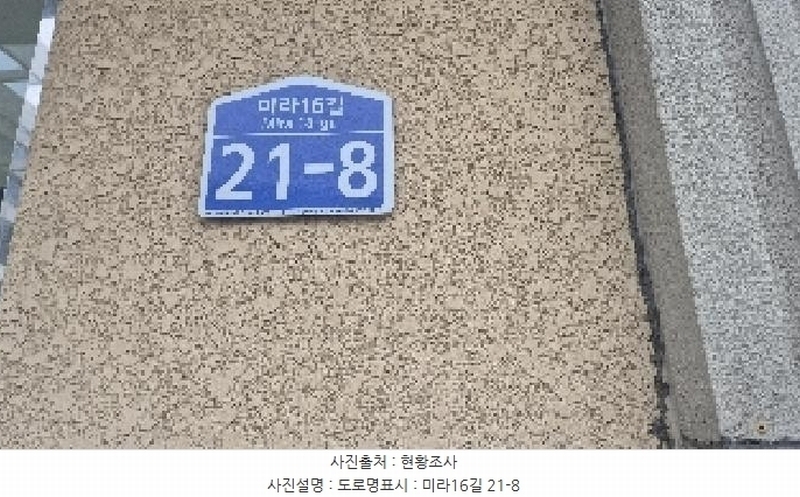 미라16길
21-8
사진출처 : 현황조사
사진설명 : 도로명표시 : 미라16길 21-8